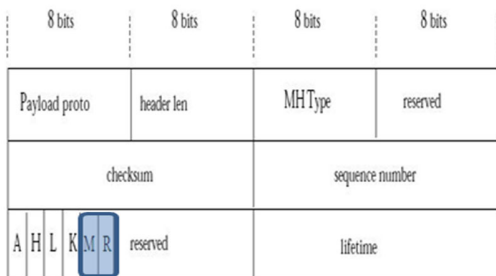 8 bits 8 bits 8 bits 8 bits
Payload proto header len MH Type reserved
checksum sequence number
A H L K M R reserved lifetime